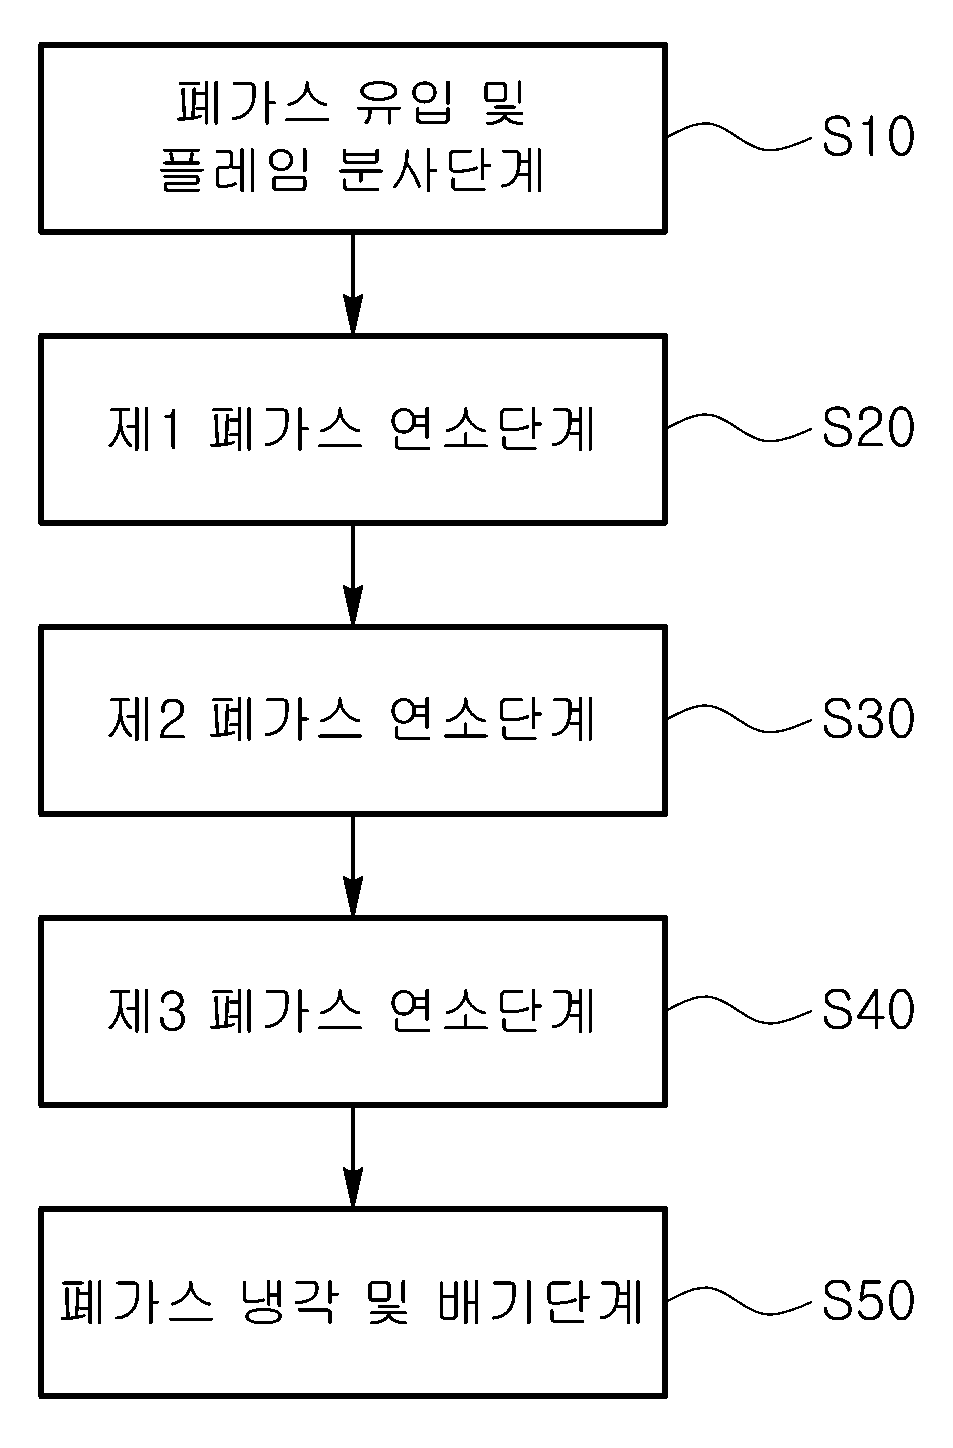 폐가스 유입 및
플레임 분사단계
S10
제1 폐가스 연소단계
S20
제2 폐가스 연소단계
S30
제3 폐가스 연소단계
S40
폐가스 냉각 및 배기단계
S50